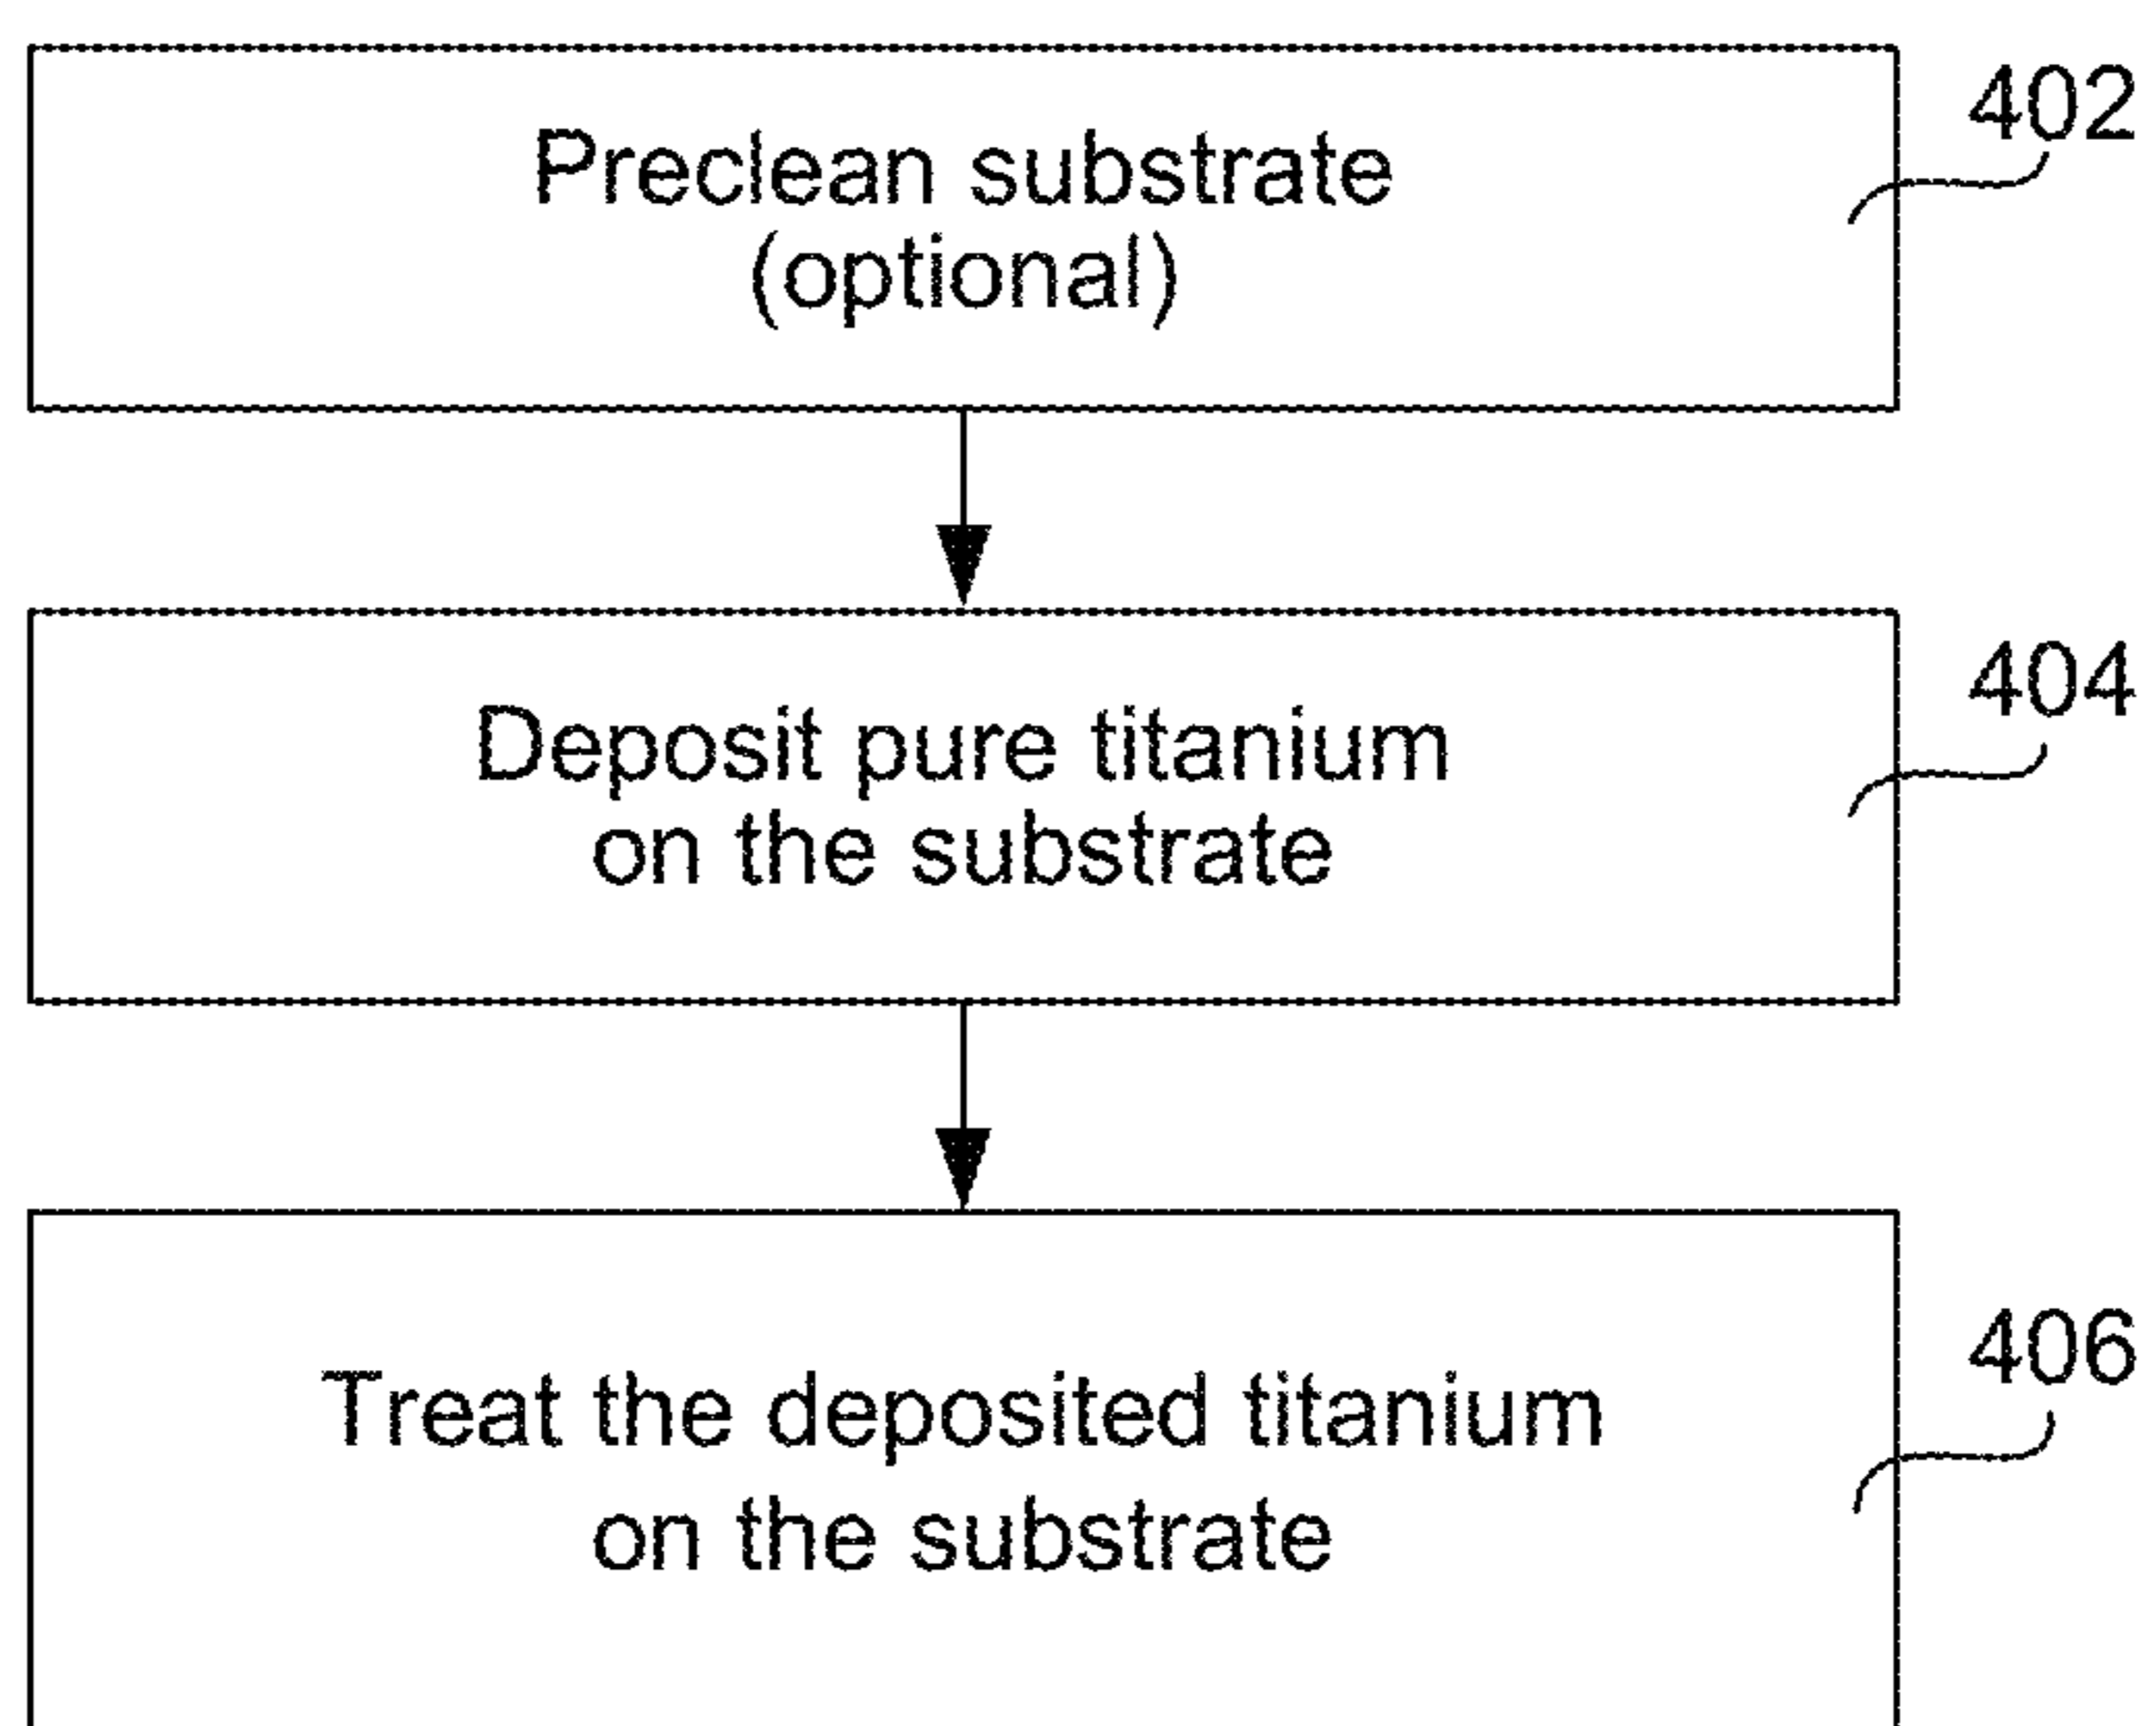 Preclean substrate
(optional)
402
Deposit pure titanium
on the substrate
404
Treat the deposited titanium
on the substrate
406